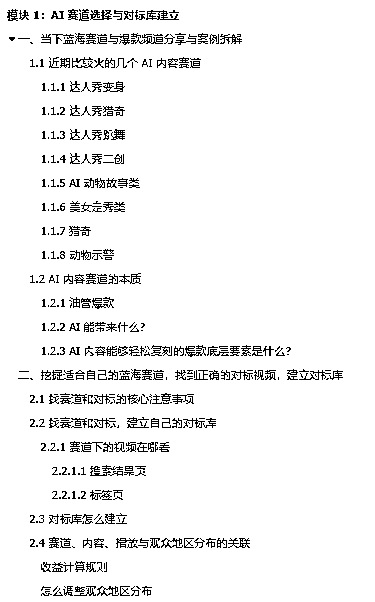 模块 1：AI 赛道选择与对标库建立
一、当下蓝海赛道与爆款频道分享与案例拆解
1.1 近期比较火的几个 AI 内容赛道
1.1.1 达人秀变身
1.1.2 达人秀猎奇
1.1.3 达人秀跳舞
1.1.4 达人秀二创
1.1.5 AI 动物故事类
1.1.6 美女走秀类
1.1.7 猎奇
1.1.8 动物示警
1.2 AI 内容赛道的本质
1.2.1 油管爆款
1.2.2 AI 能带来什么？
1.2.3 AI 内容能够轻松复刻的爆款底层要素是什么？
二、挖掘适合自己的蓝海赛道，找到正确的对标视频，建立对标库
2.1 找赛道和对标的核心注意事项
2.2 找赛道和对标，建立自己的对标库
2.2.1 赛道下的视频在哪看
2.2.1.1 搜索结果页
2.2.1.2 标签页
2.3 对标库怎么建立
2.4 赛道、内容、播放与观众地区分布的关联
收益计算规则
怎么调整观众地区分布